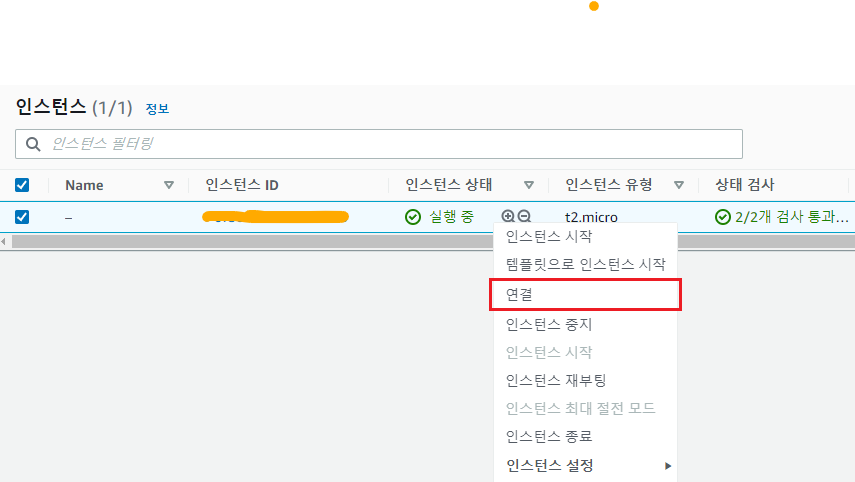 인스턴스 (1/1) 정보
인스턴스 필터링
Name 인스턴스 ID 인스턴스 상태 인스턴스 유형 상태 검사
– 실행 중 t2.micro 2/2개 검사 통과...
인스턴스 시작
템플릿으로 인스턴스 시작
연결
인스턴스 중지
인스턴스 시작
인스턴스 재부팅
인스턴스 최대 절전 모드
인스턴스 종료
인스턴스 설정